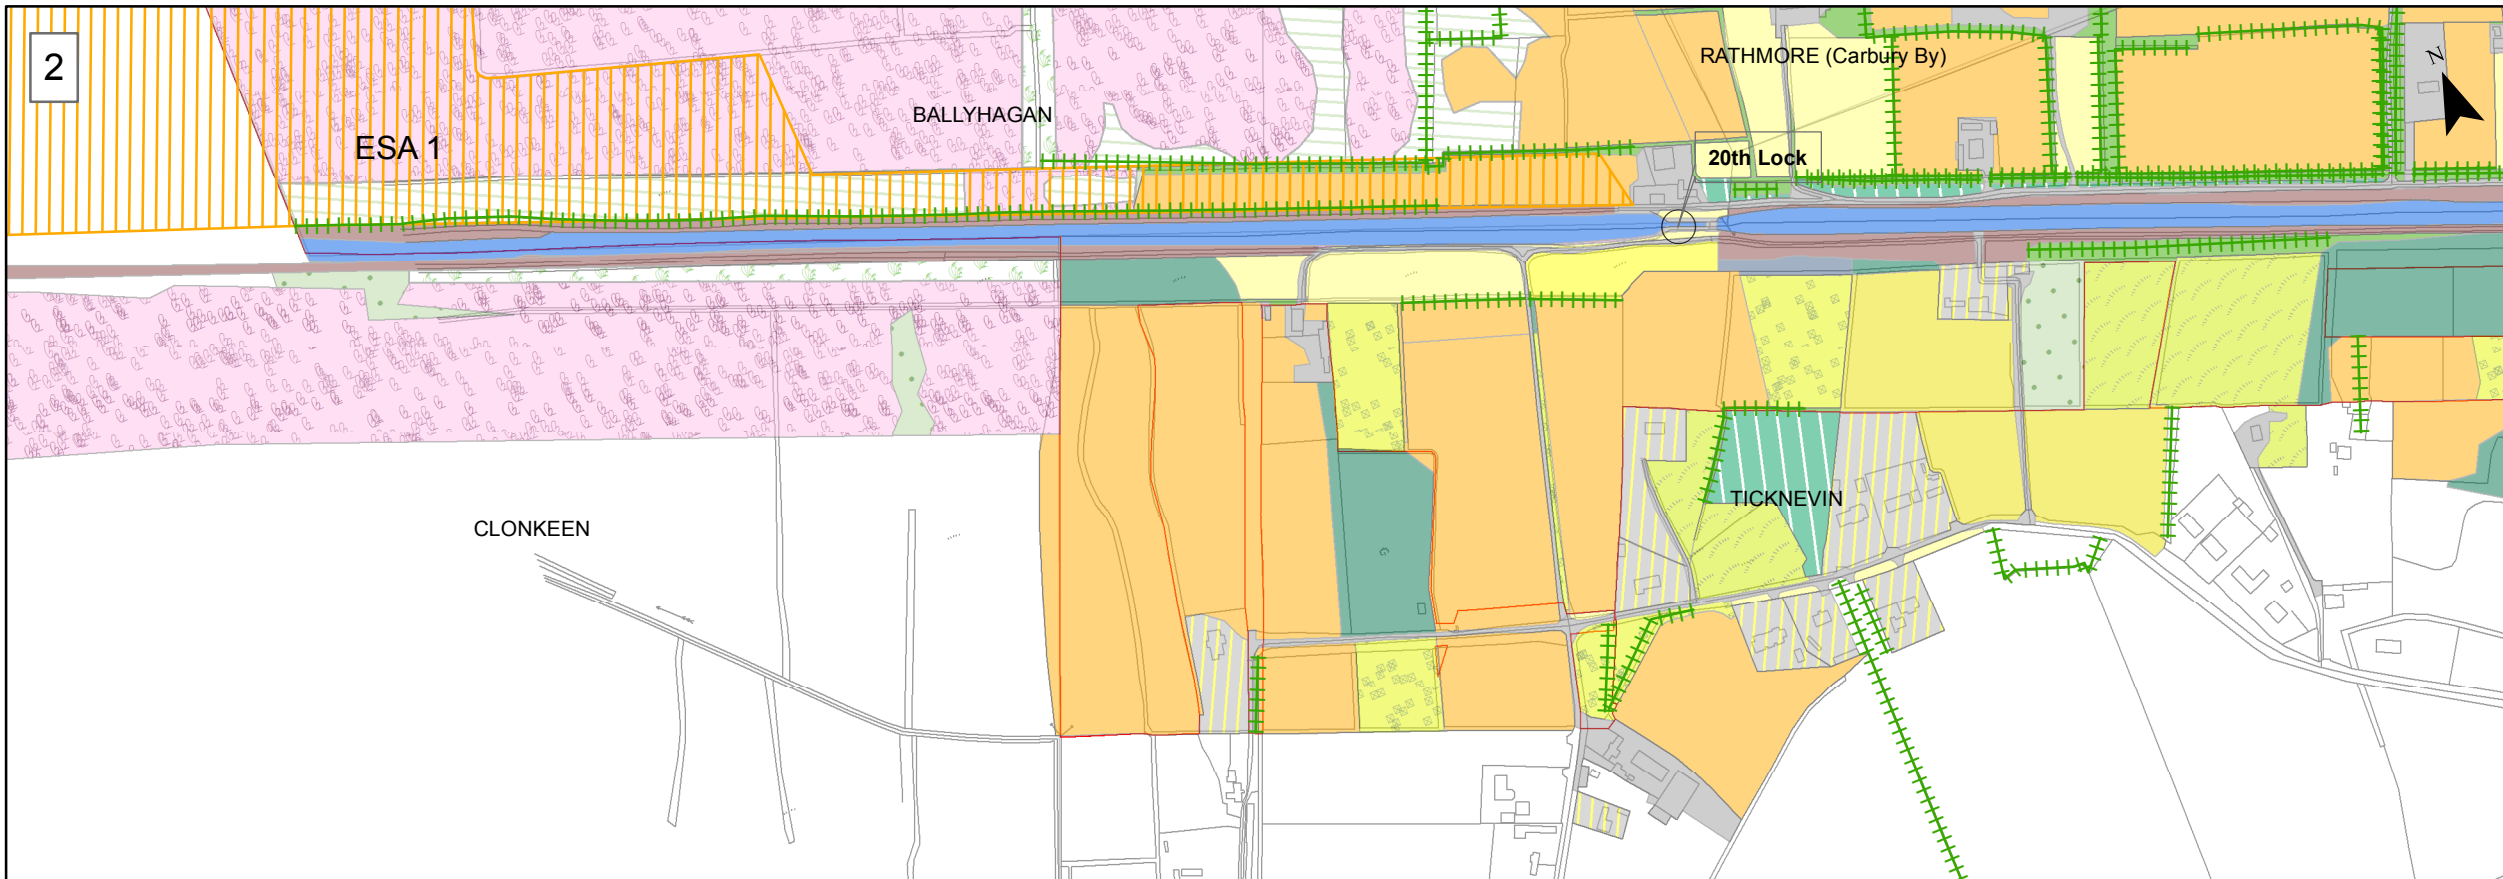 2
RATHMORE (Carbury By)
N
BALLYHAGAN
ESA 1
20th Lock
TICKNEVIN
CLONKEEN
G